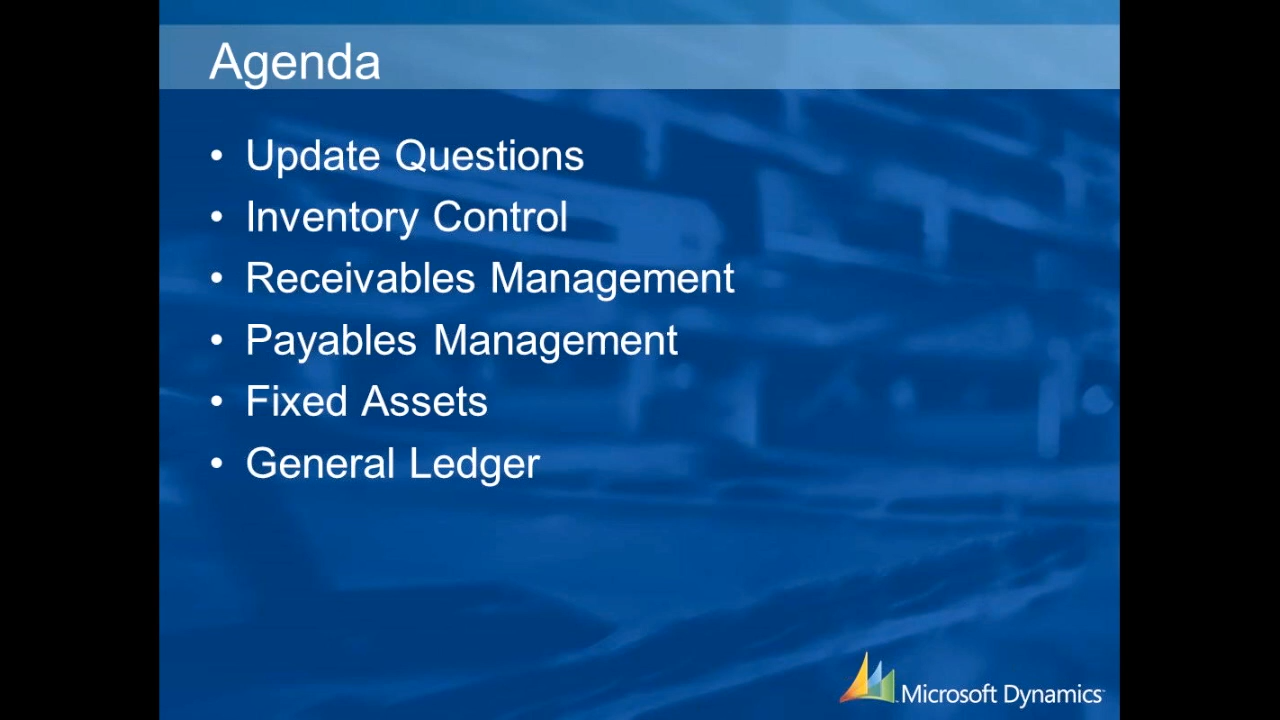 Agenda
• Update Questions
• Inventory Control
• Receivables Management
• Payables Management
• Fixed Assets
• General Ledger
Microsoft Dynamics